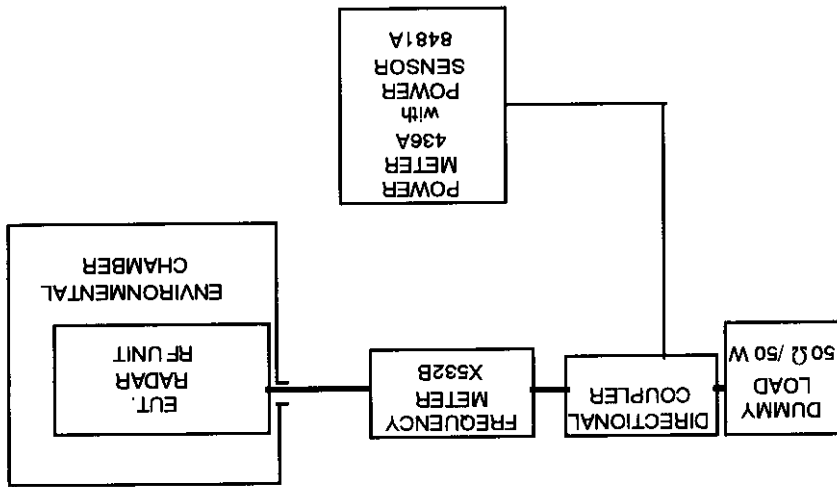 DUMMY
LOAD
50 Ω /50 W
DIRECTIONAL
COUPLER
FREQUENCY
METER
X532B
EUT.
RADAR
RF UNIT
ENVIRONMENTAL
CHAMBER
POWER
METER
436A
with
POWER
SENSOR
8481A